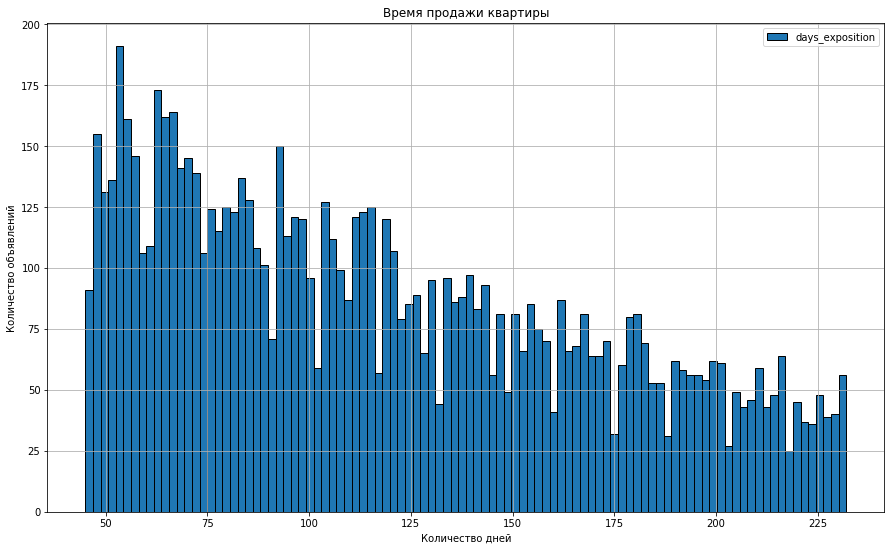 Время продажи квартиры
days_exposition
200
175
150
125
100
75
50
25
0
Количество объявлений
50 75 100 125 150 175 200 225
Количество дней